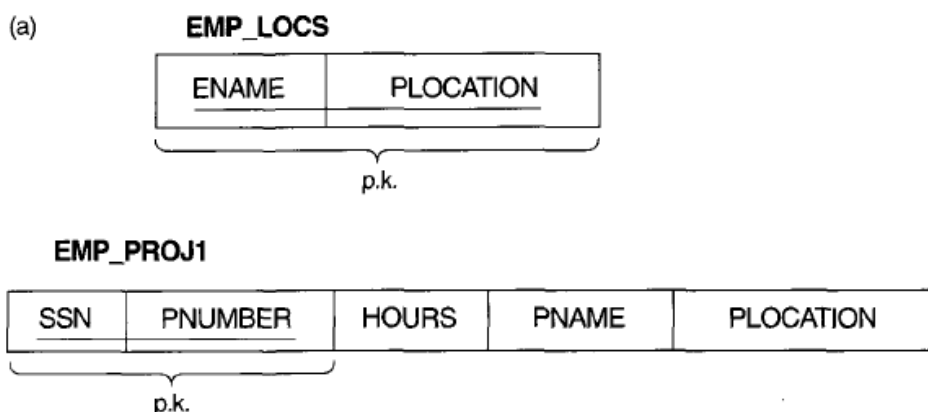 (a) EMP_LOCS
ENAME PLOCATION
p.k.
EMP_PROJ1
SSN PNUMBER HOURS PNAME PLOCATION
p.k.